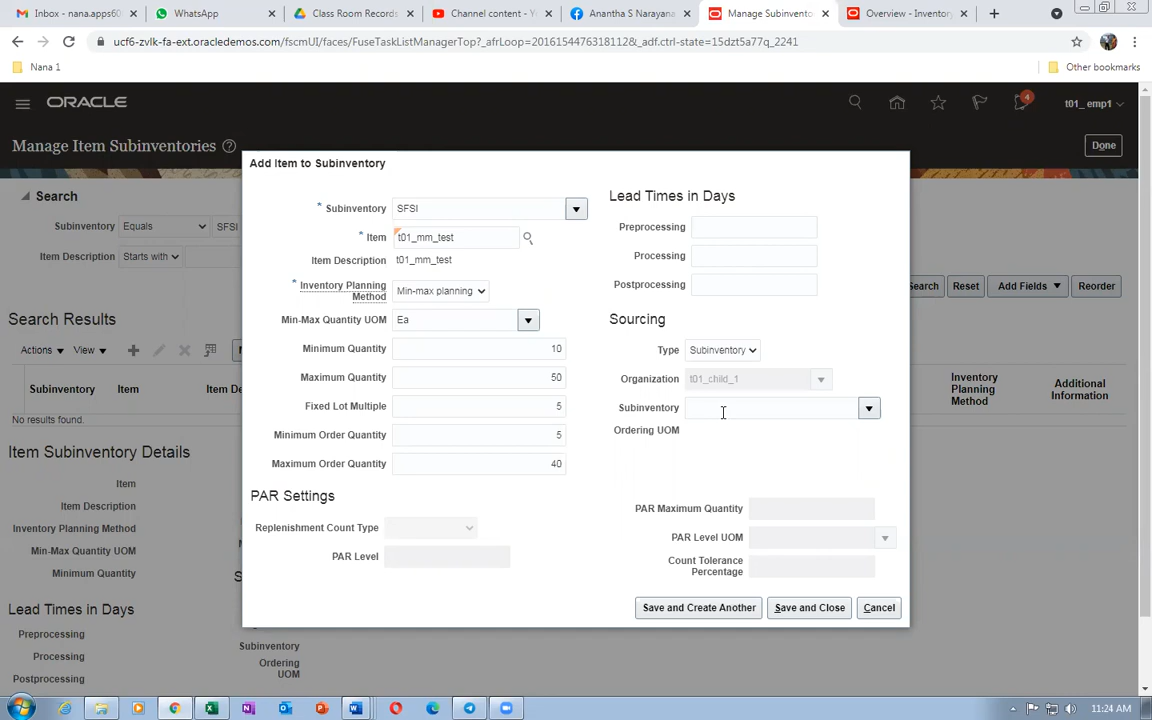 Inbox - nana.apps60
WhatsApp
Class Room Records
Channel content - Y
Anantha S Narayana
Manage Subinvento
Overview - Inventory
ucf6-zvlk-fa-ext.oracledemos.com/fscmUI/faces/FuseTaskListManagerTop?_afrLoop=20161544763181​12&_adf.ctrl-state=15dzt5a77q_2241
Nana 1
Other bookmarks
ORACLE
4
t01_ emp1
Manage Item Subinventories
Done
Search
Subinventory Equals SFSI
Item Description Starts with
Search Reset Add Fields Reorder
Search Results
Actions View
Subinventory Item Item De
Inventory Planning Method
Additional Information
No results found.
Item Subinventory Details
Item
Item Description
Inventory Planning Method
Min-Max Quantity UOM
Minimum Quantity
Lead Times in Days
Preprocessing
Processing
Postprocessing
Subinventory
Ordering UOM
Add Item to Subinventory
* Subinventory SFSI
* Item t01_mm_test
Item Description t01_mm_test
* Inventory Planning Method Min-max planning
Min-Max Quantity UOM Ea
Minimum Quantity 10
Maximum Quantity 50
Fixed Lot Multiple 5
Minimum Order Quantity 5
Maximum Order Quantity 40
PAR Settings
Replenishment Count Type
PAR Level
Lead Times in Days
Preprocessing
Processing
Postprocessing
Sourcing
Type Subinventory
Organization t01_child_1
Subinventory
Ordering UOM
PAR Maximum Quantity
PAR Level UOM
Count Tolerance Percentage
Save and Create Another Save and Close Cancel
11:24 AM